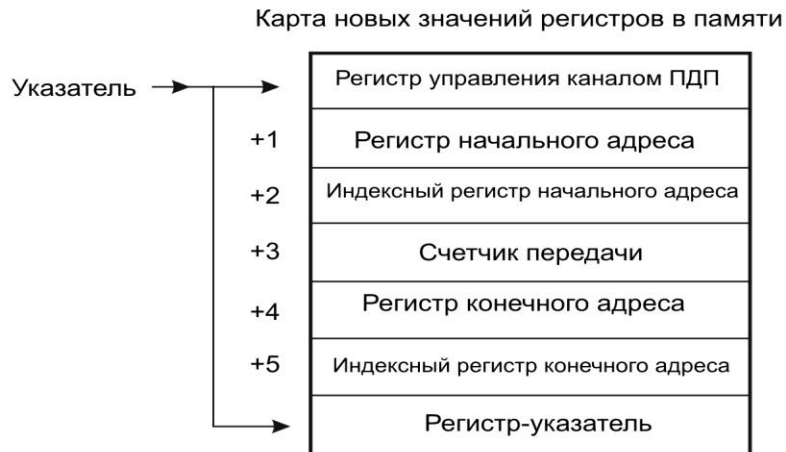 Карта новых значений регистров в памяти
Указатель
Регистр управления каналом ПДП
+1 Регистр начального адреса
+2 Индексный регистр начального адреса
+3 Счетчик передачи
+4 Регистр конечного адреса
+5 Индексный регистр конечного адреса
Регистр-указатель